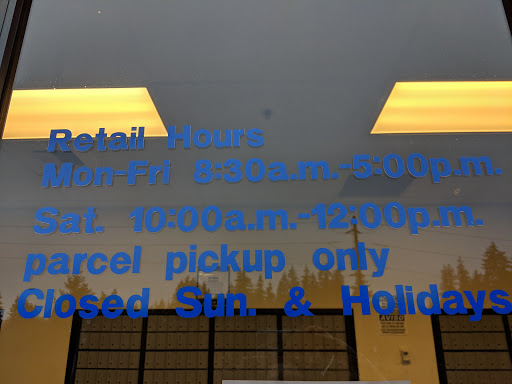 Retail Hours
Mon-Fri 8:30a.m.-5:00p.m.
Sat. 10:00a.m.-12:00p.m.
parcel pickup only
Closed Sun. & Holidays
AVISO